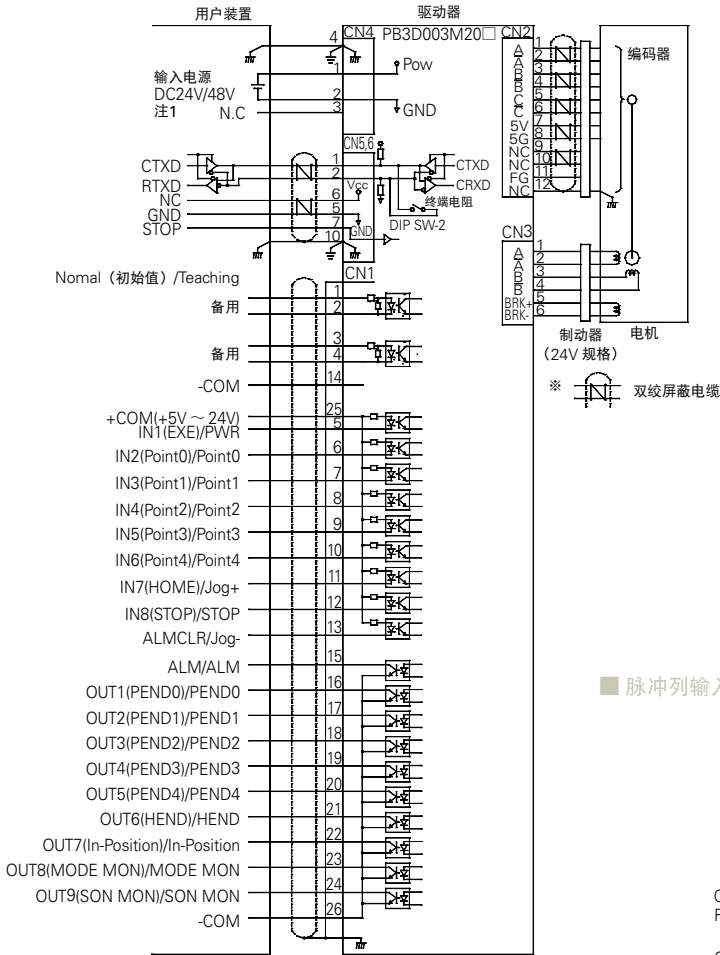 用户装置
驱动器
4
CN4
PB3D003M20□
CN2
1
Pow
输入电源
DC24V/48V
注1
N.C
2
3
GND
A 1
A 2
B 3
B 4
C 5
C 6
5V 7
5G 8
NC 9
NC 10
FG 11
NC 12
编码器
CN5,6
CTXD
RTXD
NC
GND
STOP
1
2
6
5
7
10
Vcc
GND
CTXD
CRXD
终端电阻
DIP SW-2
CN3
A 1
A 2
B 3
B 4
BRK+ 5
BRK- 6
制动器
(24V 规格)
电机
※
双绞屏蔽电缆
Nomal（初始值）/Teaching
CN1
1
备用 2
3
备用 4
-COM 14
+COM(+5V ～ 24V) 25
IN1(EXE)/PWR 5
IN2(Point0)/Point0 6
IN3(Point1)/Point1 7
IN4(Point2)/Point2 8
IN5(Point3)/Point3 9
IN6(Point4)/Point4 10
IN7(HOME)/Jog+ 11
IN8(STOP)/STOP 12
ALMCLR/Jog- 13
ALM/ALM 15
OUT1(PEND0)/PEND0 16
OUT2(PEND1)/PEND1 17
OUT3(PEND2)/PEND2 18
OUT4(PEND3)/PEND3 19
OUT5(PEND4)/PEND4 20
OUT6(HEND)/HEND 21
OUT7(In-Position)/In-Position 22
OUT8(MODE MON)/MODE MON 23
OUT9(SON MON)/SON MON 24
-COM 26
■ 脉冲列输入